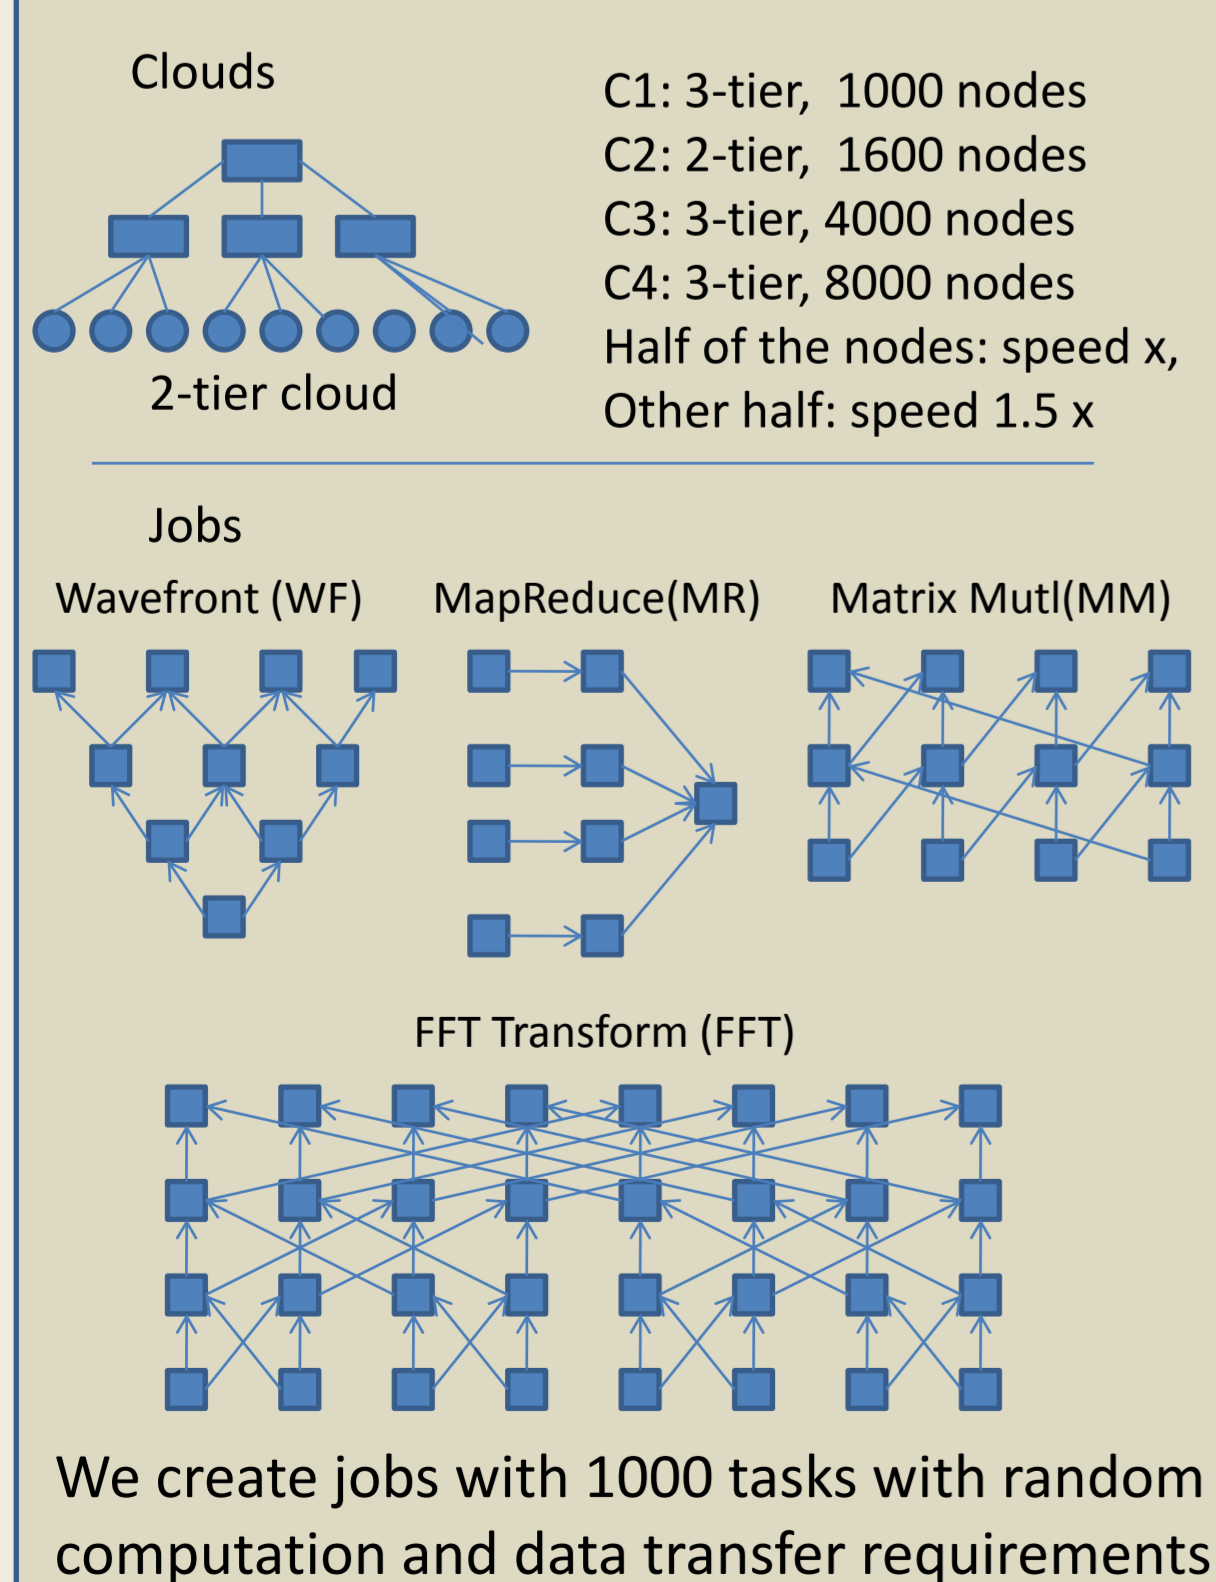 Clouds
2-tier cloud
C1: 3-tier,  1000 nodes
C2: 2-tier,  1600 nodes
C3: 3-tier, 4000 nodes
C4: 3-tier, 8000 nodes
Half of the nodes: speed x,
Other half: speed 1.5 x
Jobs
Wavefront (WF)
MapReduce(MR)
Matrix Mutl(MM)
FFT Transform (FFT)
We create jobs with 1000 tasks with random
computation and data transfer requirements